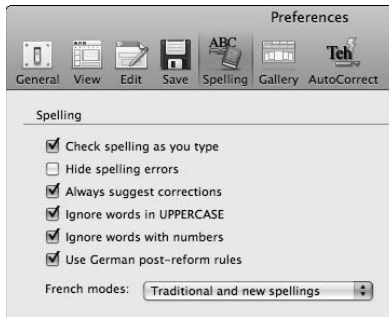 Preferences
ABC
Teh
General View Edit Save Spelling Gallery AutoCorrect
Spelling
Check spelling as you type
Hide spelling errors
Always suggest corrections
Ignore words in UPPERCASE
Ignore words with numbers
Use German post-reform rules
French modes: Traditional and new spellings